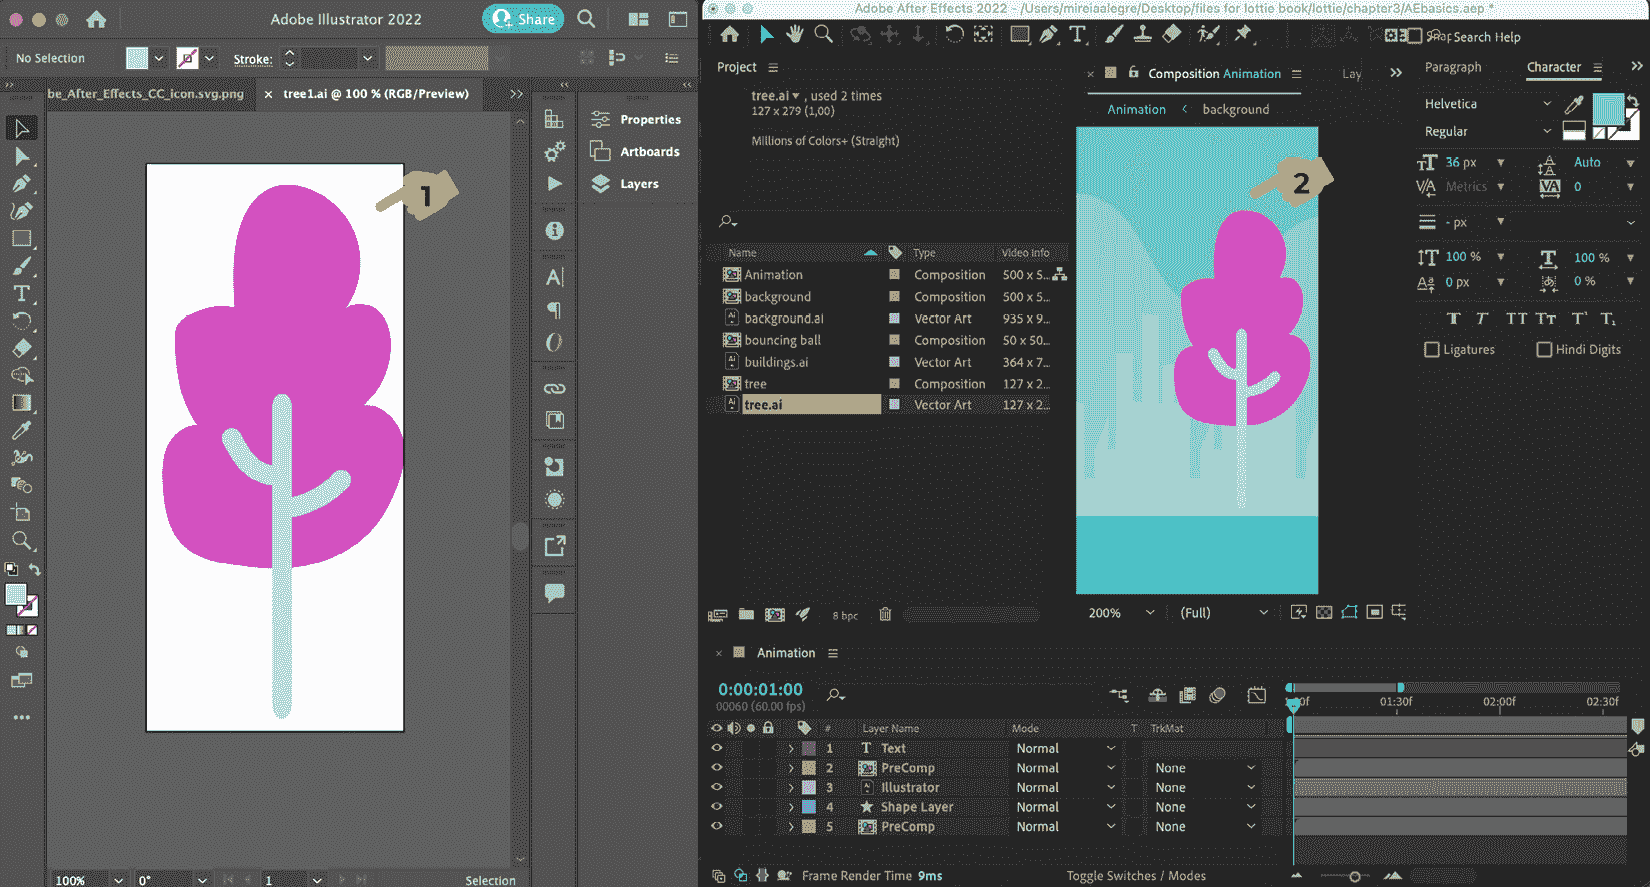 Adobe Illustrator 2022
Share
No Selection
Stroke:
be_After_Effects_CC_icon.svg.png
× tree1.ai @ 100 % (RGB/Preview)
Properties
Artboards
Layers
1
100%
0°
1
Selection
Adobe After Effects 2022 - /Users/mireiaalegre/Desktop/files for lottie book/lottie/chapter3/AEbasics.aep *
Search Help
Project
tree.ai ▾ , used 2 times
127 x 279 (1,00)
Millions of Colors+ (Straight)
Name Type Video Info
Animation Composition 500 x 5...
background Composition 500 x 5...
background.ai Vector Art 935 x 9...
bouncing ball Composition 50 x 50...
buildings.ai Vector Art 364 x 7...
tree Composition 127 x 2...
tree.ai Vector Art 127 x 2...
8 bpc
× Composition Animation
Lay
Animation < background
2
200%
(Full)
Paragraph
Character
Helvetica
Regular
36 px
Auto
Metrics
0
- px
100 %
100 %
0 px
0 %
Ligatures
Hindi Digits
× Animation
0:00:01:00
00060 (60.00 fps)
01:30f 02:00f 02:30f
# Layer Name Mode T TrkMat
1 Text Normal
2 PreComp Normal None
3 Illustrator Normal None
4 Shape Layer Normal None
5 PreComp Normal None
Frame Render Time 9ms
Toggle Switches / Modes